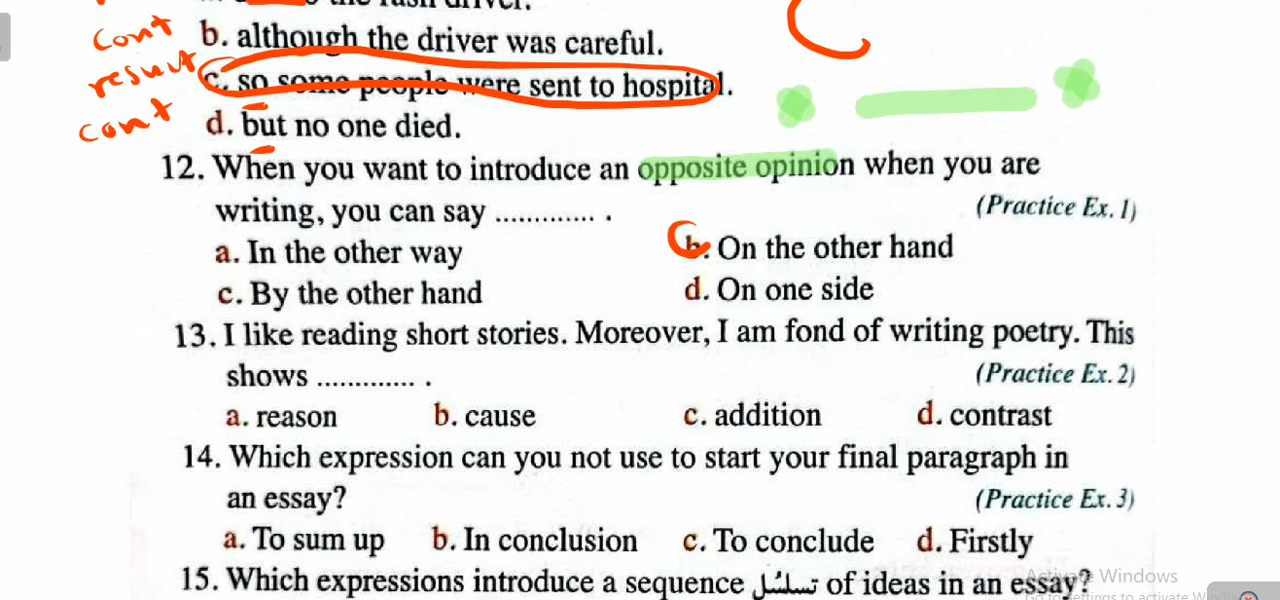 cont b. although the driver was careful.
result c. so some people were sent to hospital.
cont d. but no one died.
12. When you want to introduce an opposite opinion when you are
writing, you can say ............. . (Practice Ex. 1)
a. In the other way b. On the other hand
c. By the other hand d. On one side
13. I like reading short stories. Moreover, I am fond of writing poetry. This
shows ............. . (Practice Ex. 2)
a. reason b. cause c. addition d. contrast
14. Which expression can you not use to start your final paragraph in
an essay? (Practice Ex. 3)
a. To sum up b. In conclusion c. To conclude d. Firstly
15. Which expressions introduce a sequence تسلسل of ideas in an essay?
Activate Windows
Go to Settings to activate